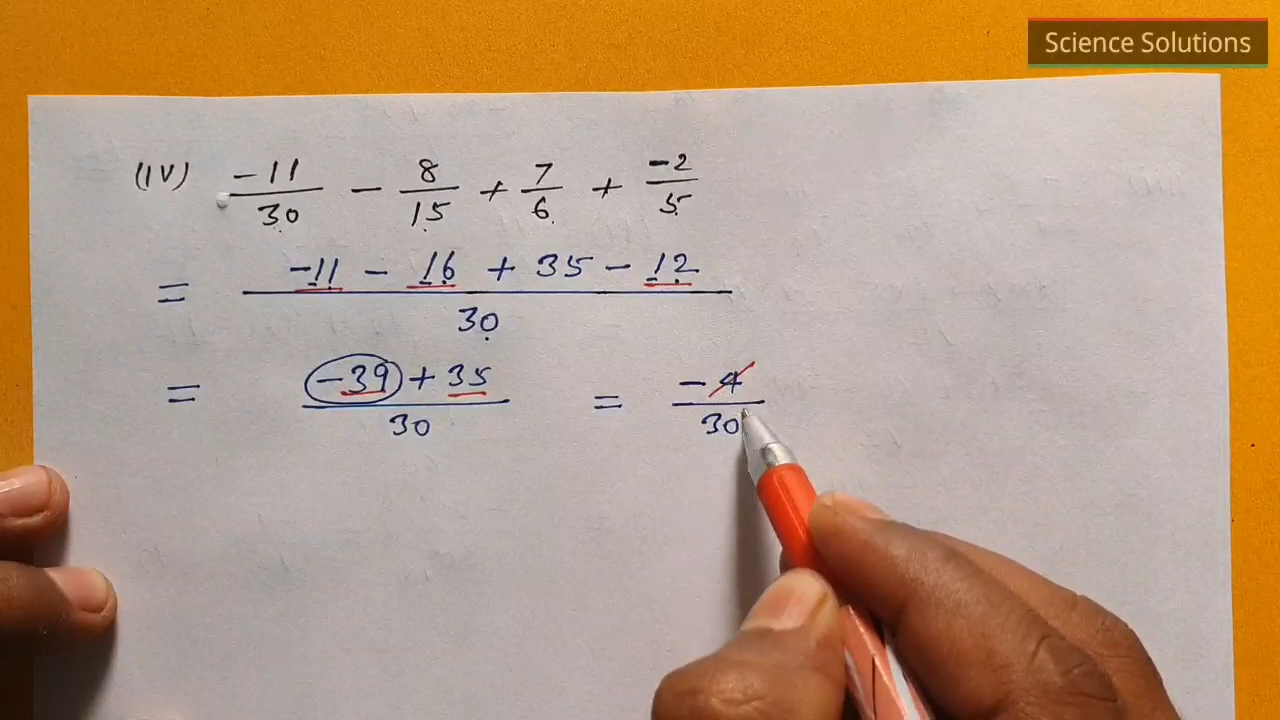 Science Solutions
(IV) -11/30 - 8/15 + 7/6 + -2/5
= -11 - 16 + 35 - 12 / 30
= -39 + 35 / 30 = -4/30